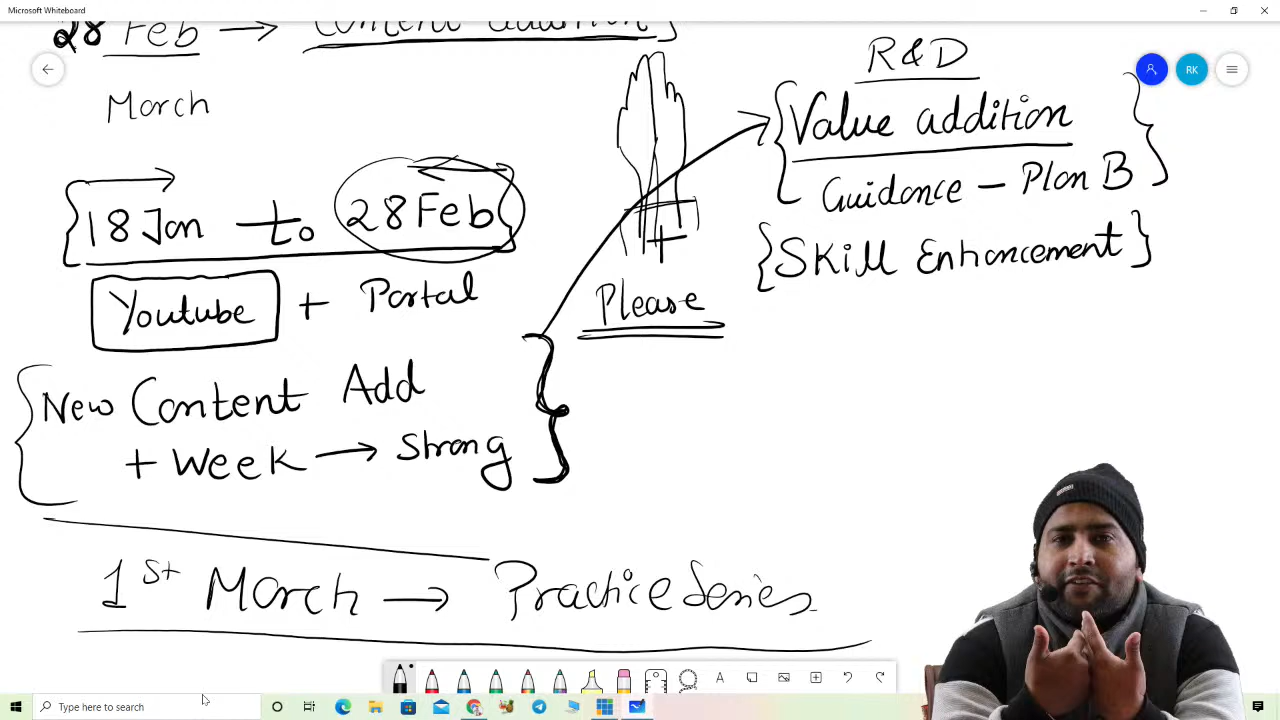 Microsoft Whiteboard
28 Feb → Content addition }
March
{ 18 Jan to 28 Feb }
Youtube + Portal
{ New Content Add
+ Week → Strong }
Please
R&D
{ Value addition
Guidance - Plan B }
{ Skill Enhancement }
1st March → Practice Series
RK
A
Type here to search